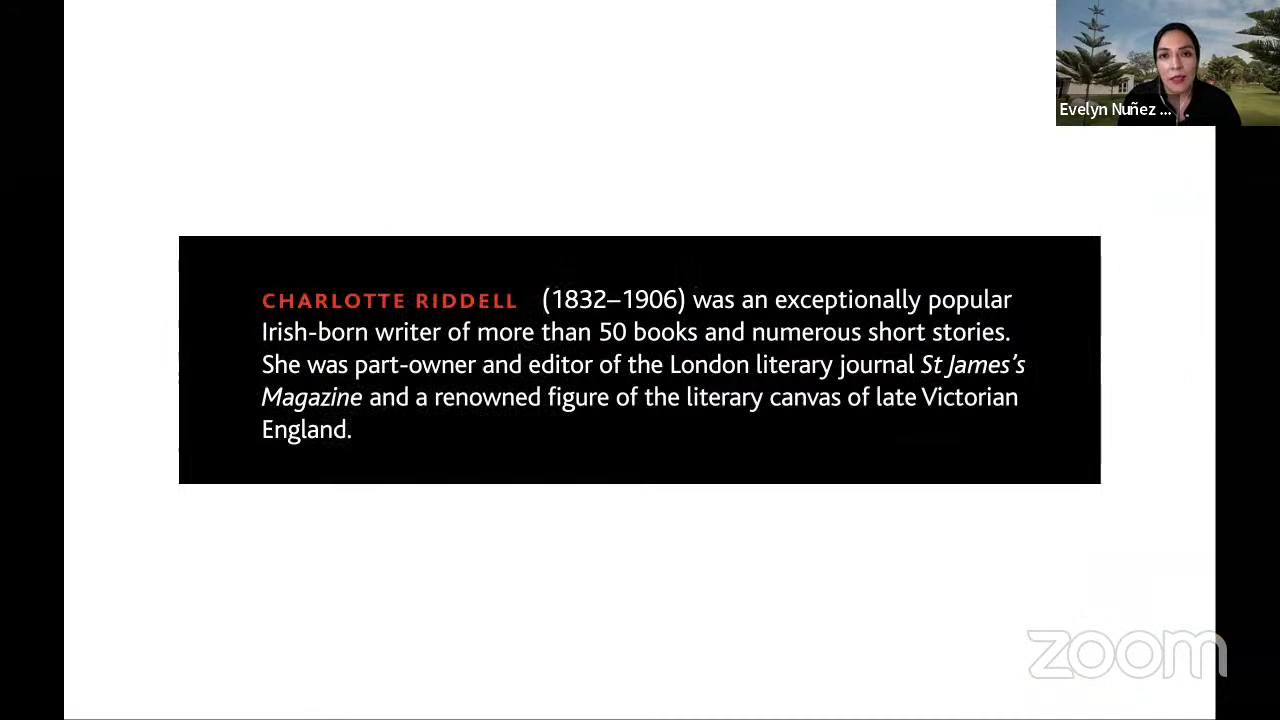 Evelyn Nuñez ...
CHARLOTTE RIDDELL (1832–1906) was an exceptionally popular
Irish-born writer of more than 50 books and numerous short stories.
She was part-owner and editor of the London literary journal St James’s
Magazine and a renowned figure of the literary canvas of late Victorian
England.
zoom